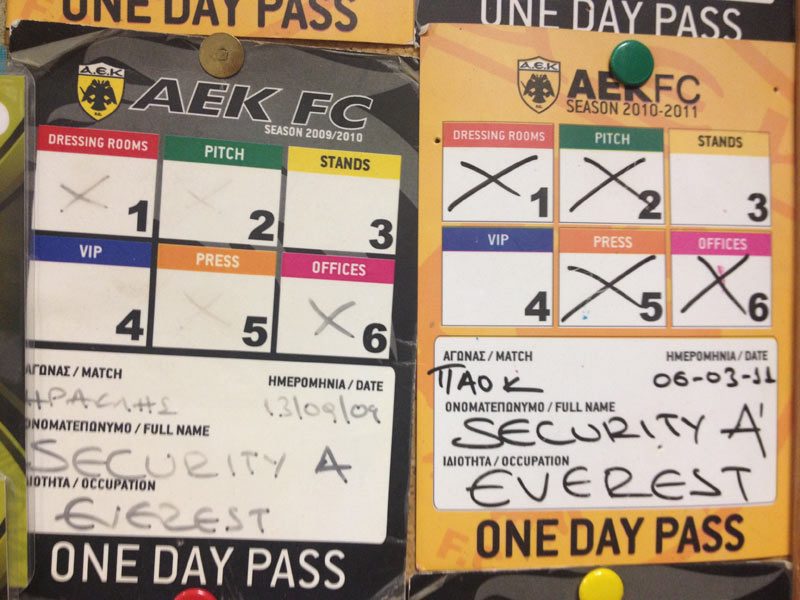 ONE DAY PASS
ONE DAY PASS
A.E.K
AEK FC
SEASON 2009/2010
DRESSING ROOMS
1
PITCH
2
STANDS
3
VIP
4
PRESS
5
OFFICES
6
ΑΓΩΝΑΣ / MATCH
ΗΜΕΡΟΜΗΝΙΑ / DATE
ΗΡΑΚΛΗΣ
13/09/09
ΟΝΟΜΑΤΕΠΩΝΥΜΟ / FULL NAME
SECURITY A
ΙΔΙΟΤΗΤΑ / OCCUPATION
EVEREST
ONE DAY PASS
A.E.K
AEK FC
SEASON 2010-2011
DRESSING ROOMS
1
PITCH
2
STANDS
3
VIP
4
PRESS
5
OFFICES
6
ΑΓΩΝΑΣ / MATCH
ΗΜΕΡΟΜΗΝΙΑ / DATE
ΠΑΟΚ
06-03-11
ΟΝΟΜΑΤΕΠΩΝΥΜΟ / FULL NAME
SECURITY A'
ΙΔΙΟΤΗΤΑ / OCCUPATION
EVEREST
ONE DAY PASS